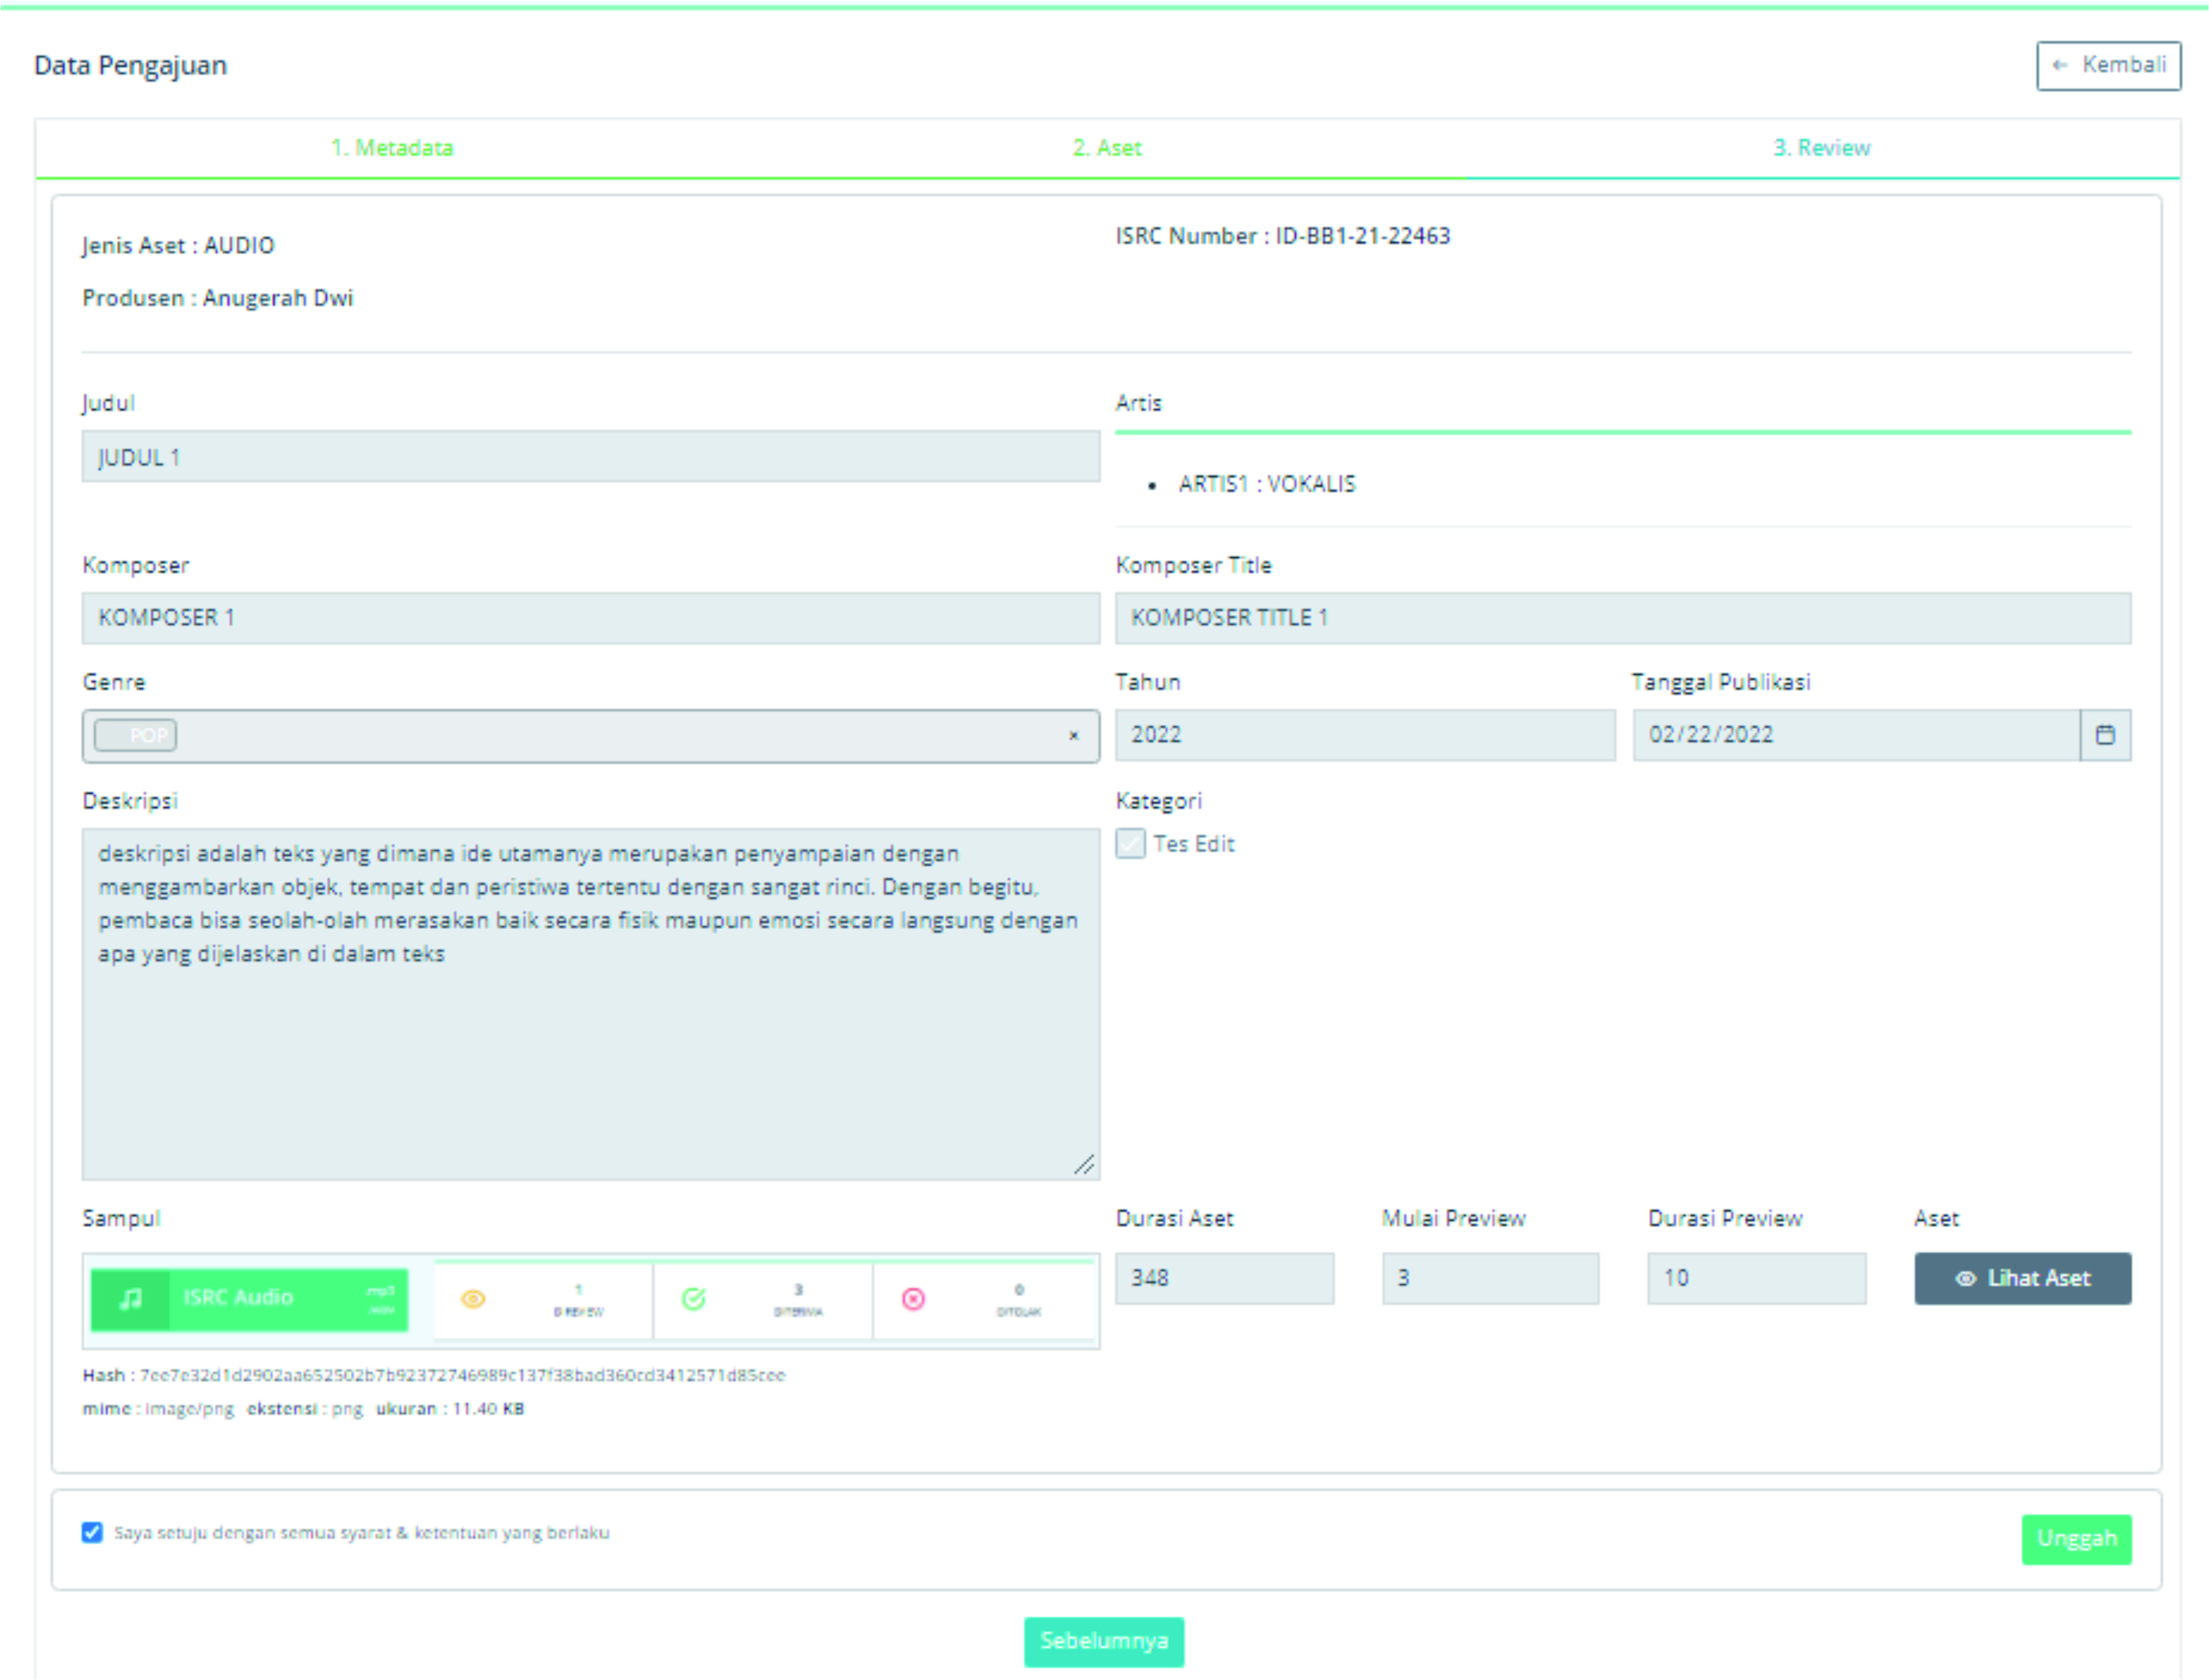 Data Pengajuan
← Kembali
1. Metadata
2. Aset
3. Review
Jenis Aset : AUDIO
ISRC Number : ID-BB1-21-22463
Produsen : Anugerah Dwi
Judul
Artis
JUDUL 1
• ARTIS1 : VOKALIS
Komposer
Komposer Title
KOMPOSER 1
KOMPOSER TITLE 1
Genre
Tahun
Tanggal Publikasi
POP
×
2022
02/22/2022
Deskripsi
Kategori
Tes Edit
deskripsi adalah teks yang dimana ide utamanya merupakan penyampaian dengan
menggambarkan objek, tempat dan peristiwa tertentu dengan sangat rinci. Dengan begitu,
pembaca bisa seolah-olah merasakan baik secara fisik maupun emosi secara langsung dengan
apa yang dijelaskan di dalam teks
Sampul
Durasi Aset
Mulai Preview
Durasi Preview
Aset
ISRC Audio
.mp3
.wav
1
3
DITERIMA
0
DITOLAK
348
3
10
Lihat Aset
Hash : 7ee7e32d1d2902aa652502b7b92372746989c137f38bad360cd3412571d85cee
mime : image/png ekstensi : png ukuran : 11.40 KB
Saya setuju dengan semua syarat & ketentuan yang berlaku
Unggah
Sebelumnya